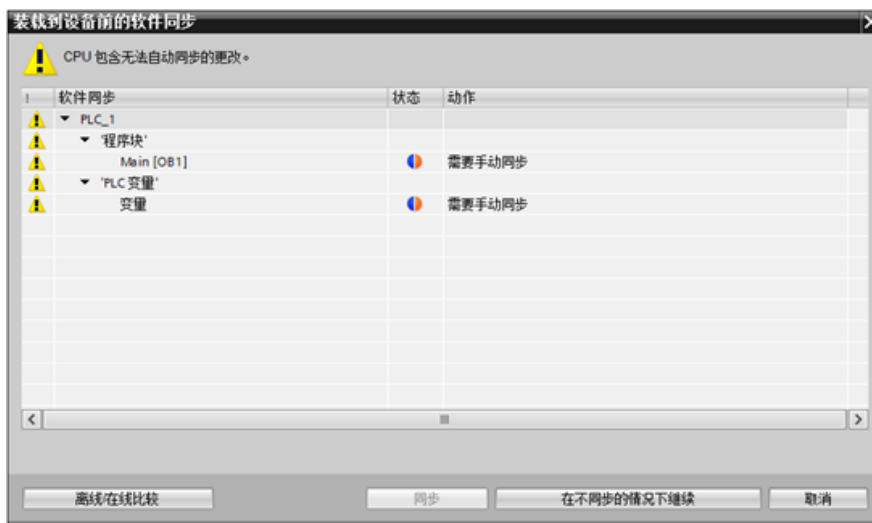 装载到设备前的软件同步
CPU 包含无法自动同步的更改。
! 软件同步 状态 动作
PLC_1
'程序块'
Main [OB1] 需要手动同步
'PLC 变量'
变量 需要手动同步
离线/在线比较 同步 在不同步的情况下继续 取消